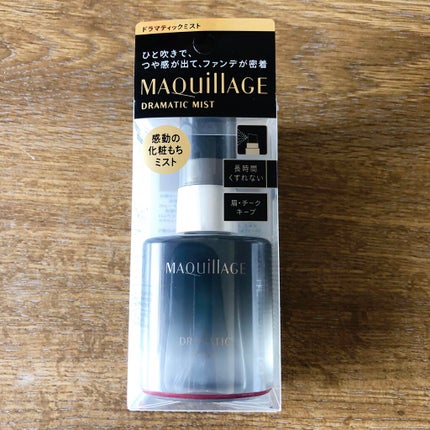 ドラマティックミスト
ひと吹きで、
つや感が出て、ファンデが密着
MAQuillAGE
DRAMATIC MIST
感動の
化粧もち
ミスト
長時間
くずれない
眉・チーク
キープ
MAQuillAGE
DRAMATIC